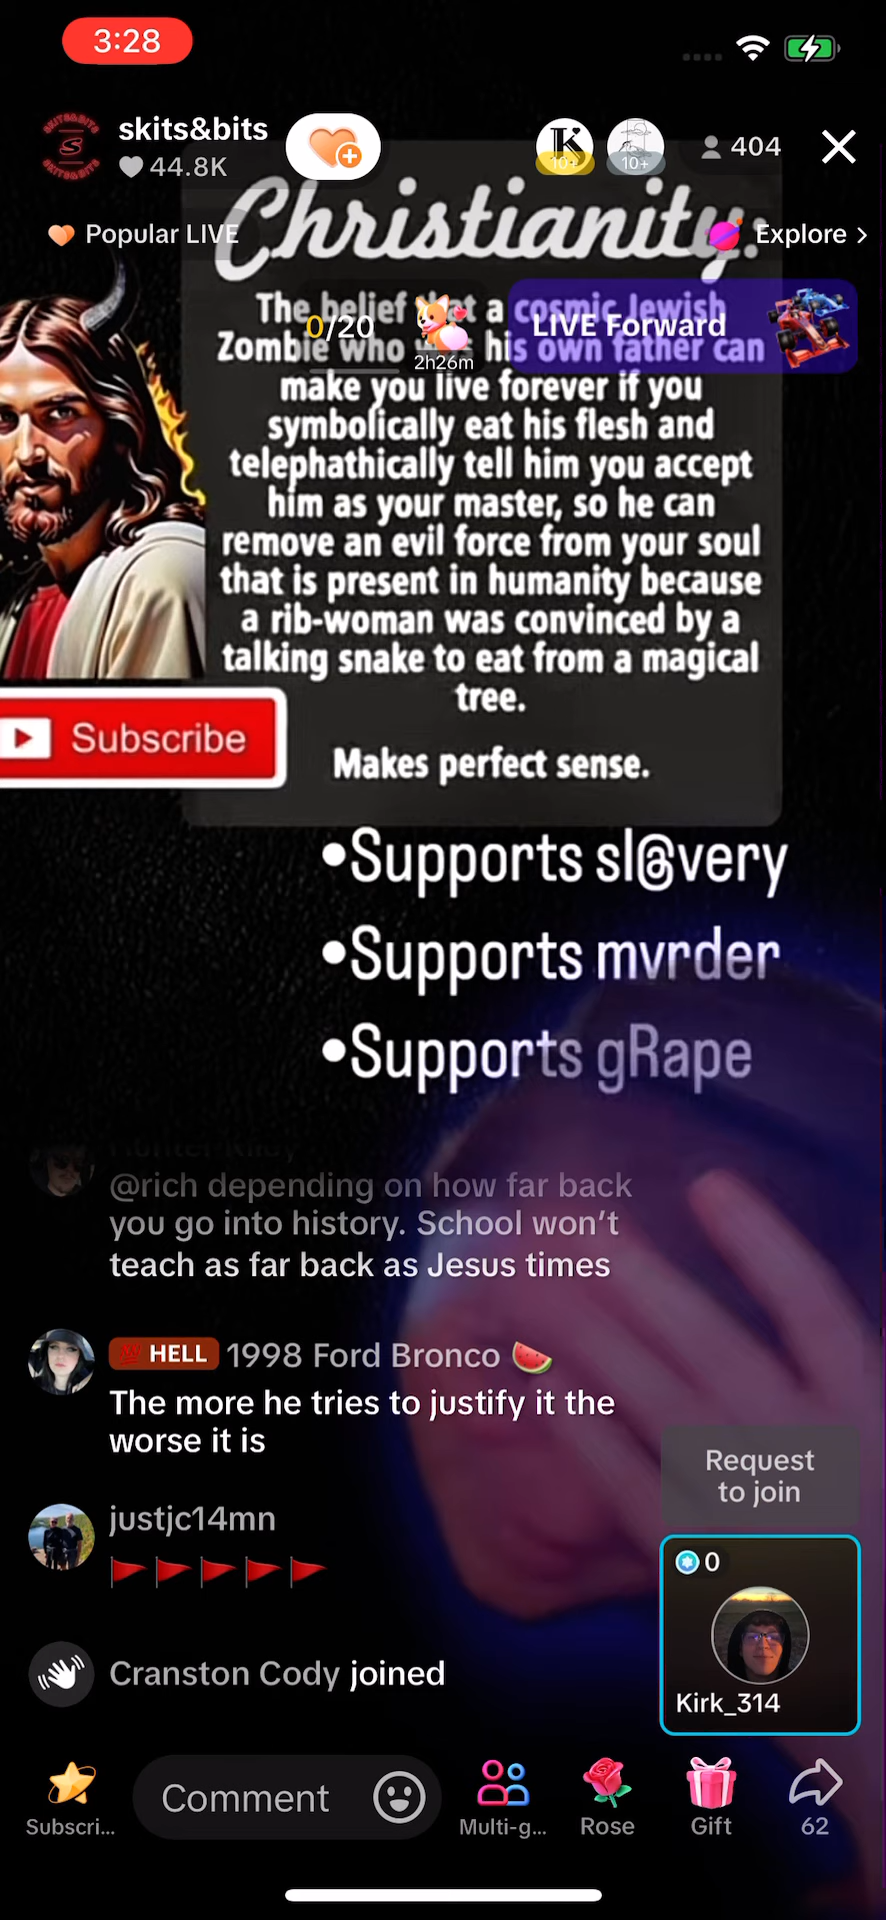 3:28
skits&bits
44.8K
10+
10+
404
Popular LIVE
Explore >
Christianity:
The belief that a cosmic Jewish
0/20
LIVE Forward
Zombie who his own father can
2h26m
make you live forever if you
symbolically eat his flesh and
telephathically tell him you accept
him as your master, so he can
remove an evil force from your soul
that is present in humanity because
a rib-woman was convinced by a
talking snake to eat from a magical
tree.
Subscribe
Makes perfect sense.
•Supports sl@very
•Supports mvrder
•Supports gRape
@rich depending on how far back
you go into history. School won't
teach as far back as Jesus times
HELL 1998 Ford Bronco
The more he tries to justify it the
worse it is
justjc14mn
Request
to join
0
Cranston Cody joined
Kirk_314
Comment
Subscri...
Multi-g...
Rose
Gift
62